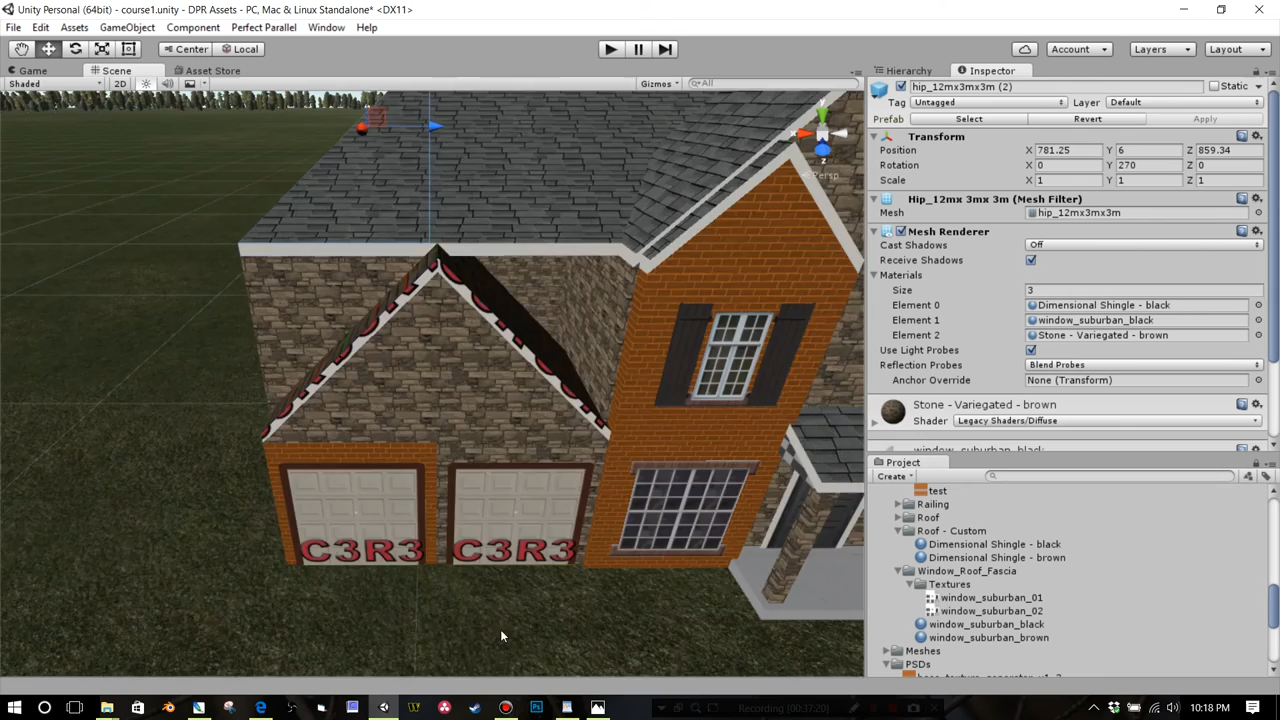 Unity Personal (64bit) - course1.unity - DPR Assets - PC, Mac & Linux Standalone* <DX11>
File Edit Assets GameObject Component Perfect Parallel Window Help
Center Local Account Layers Layout
Game Scene Asset Store Hierarchy Inspector
Shaded 2D Gizmos All
hip_12mx3mx3m (2) Static
Tag Untagged Layer Default
Prefab Select Revert Apply
Transform
Position X 781.25 Y 6 Z 859.34
Rotation X 0 Y 270 Z 0
Scale X 1 Y 1 Z 1
Hip_12mx 3mx 3m (Mesh Filter)
Mesh hip_12mx3mx3m
Mesh Renderer
Cast Shadows Off
Receive Shadows
Materials
Size 3
Element 0 Dimensional Shingle - black
Element 1 window_suburban_black
Element 2 Stone - Variegated - brown
Use Light Probes
Reflection Probes Blend Probes
Anchor Override None (Transform)
Stone - Variegated - brown
Shader Legacy Shaders/Diffuse
y
x
z
Persp
C3R3 C3R3
Project
Create
test
Railing
Roof
Roof - Custom
Dimensional Shingle - black
Dimensional Shingle - brown
Window_Roof_Fascia
Textures
window_suburban_01
window_suburban_02
window_suburban_black
window_suburban_brown
Meshes
PSDs
Recording [00:37:20]
10:18 PM